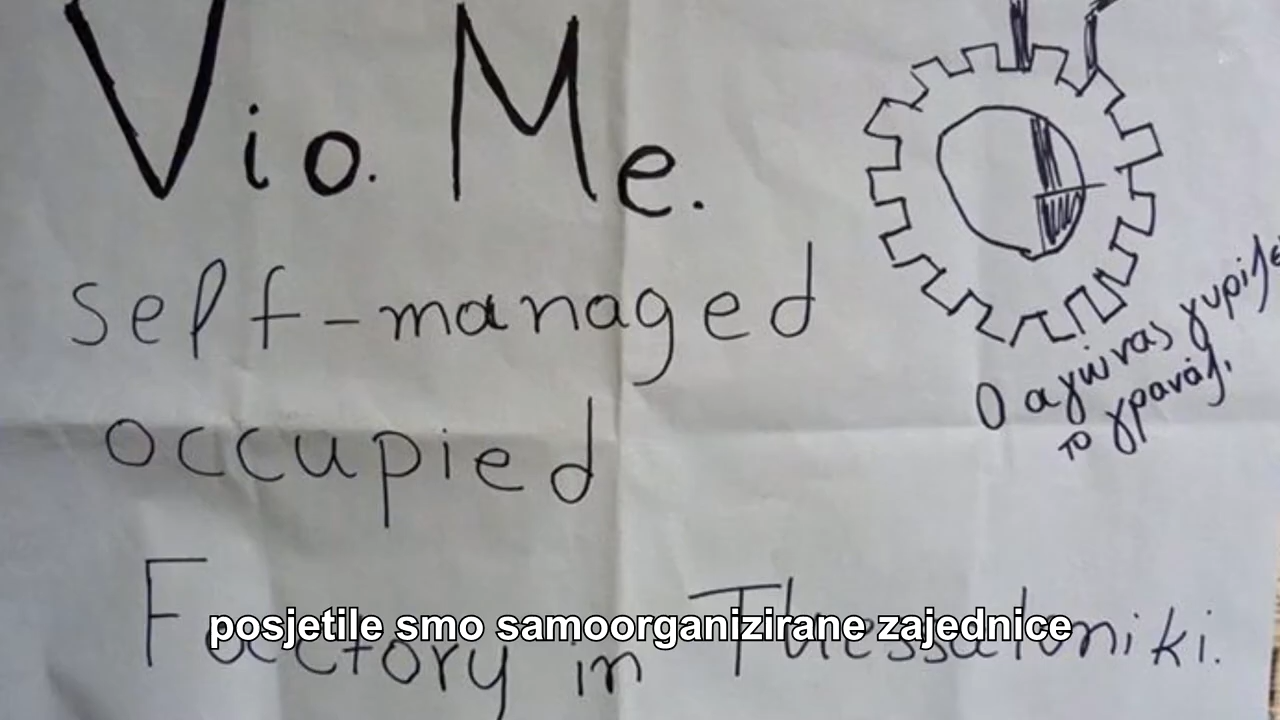 Vio. Me.
self-managed
occupied
Factory in Thessaloniki.
Ο αγώνας γυρίζει
το γρανάζι
posjetile smo samoorganizirane zajednice